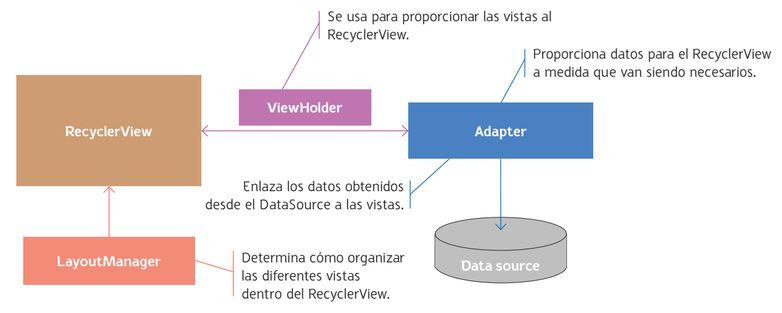 Se usa para proporcionar las vistas al
RecyclerView.
Proporciona datos para el RecyclerView
a medida que van siendo necesarios.
ViewHolder
RecyclerView
Adapter
Enlaza los datos obtenidos
desde el DataSource a las vistas.
LayoutManager
Determina cómo organizar
las diferentes vistas
dentro del RecyclerView.
Data source